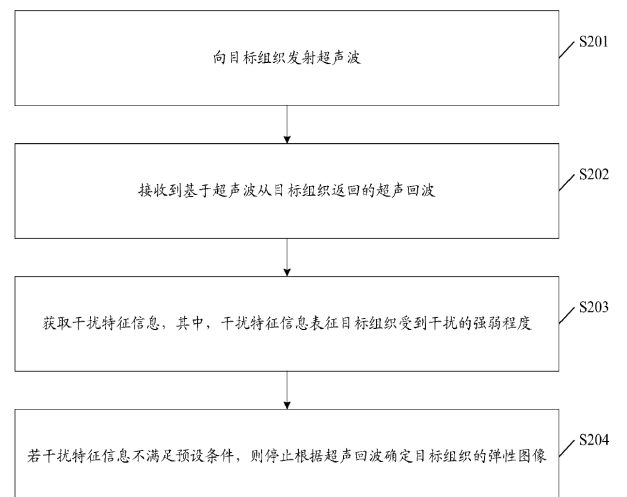 向目标组织发射超声波
S201
接收到基于超声波从目标组织返回的超声回波
S202
获取干扰特征信息，其中，干扰特征信息表征目标组织受到干扰的强弱程度
S203
若干扰特征信息不满足预设条件，则停止根据超声回波确定目标组织的弹性图像
S204